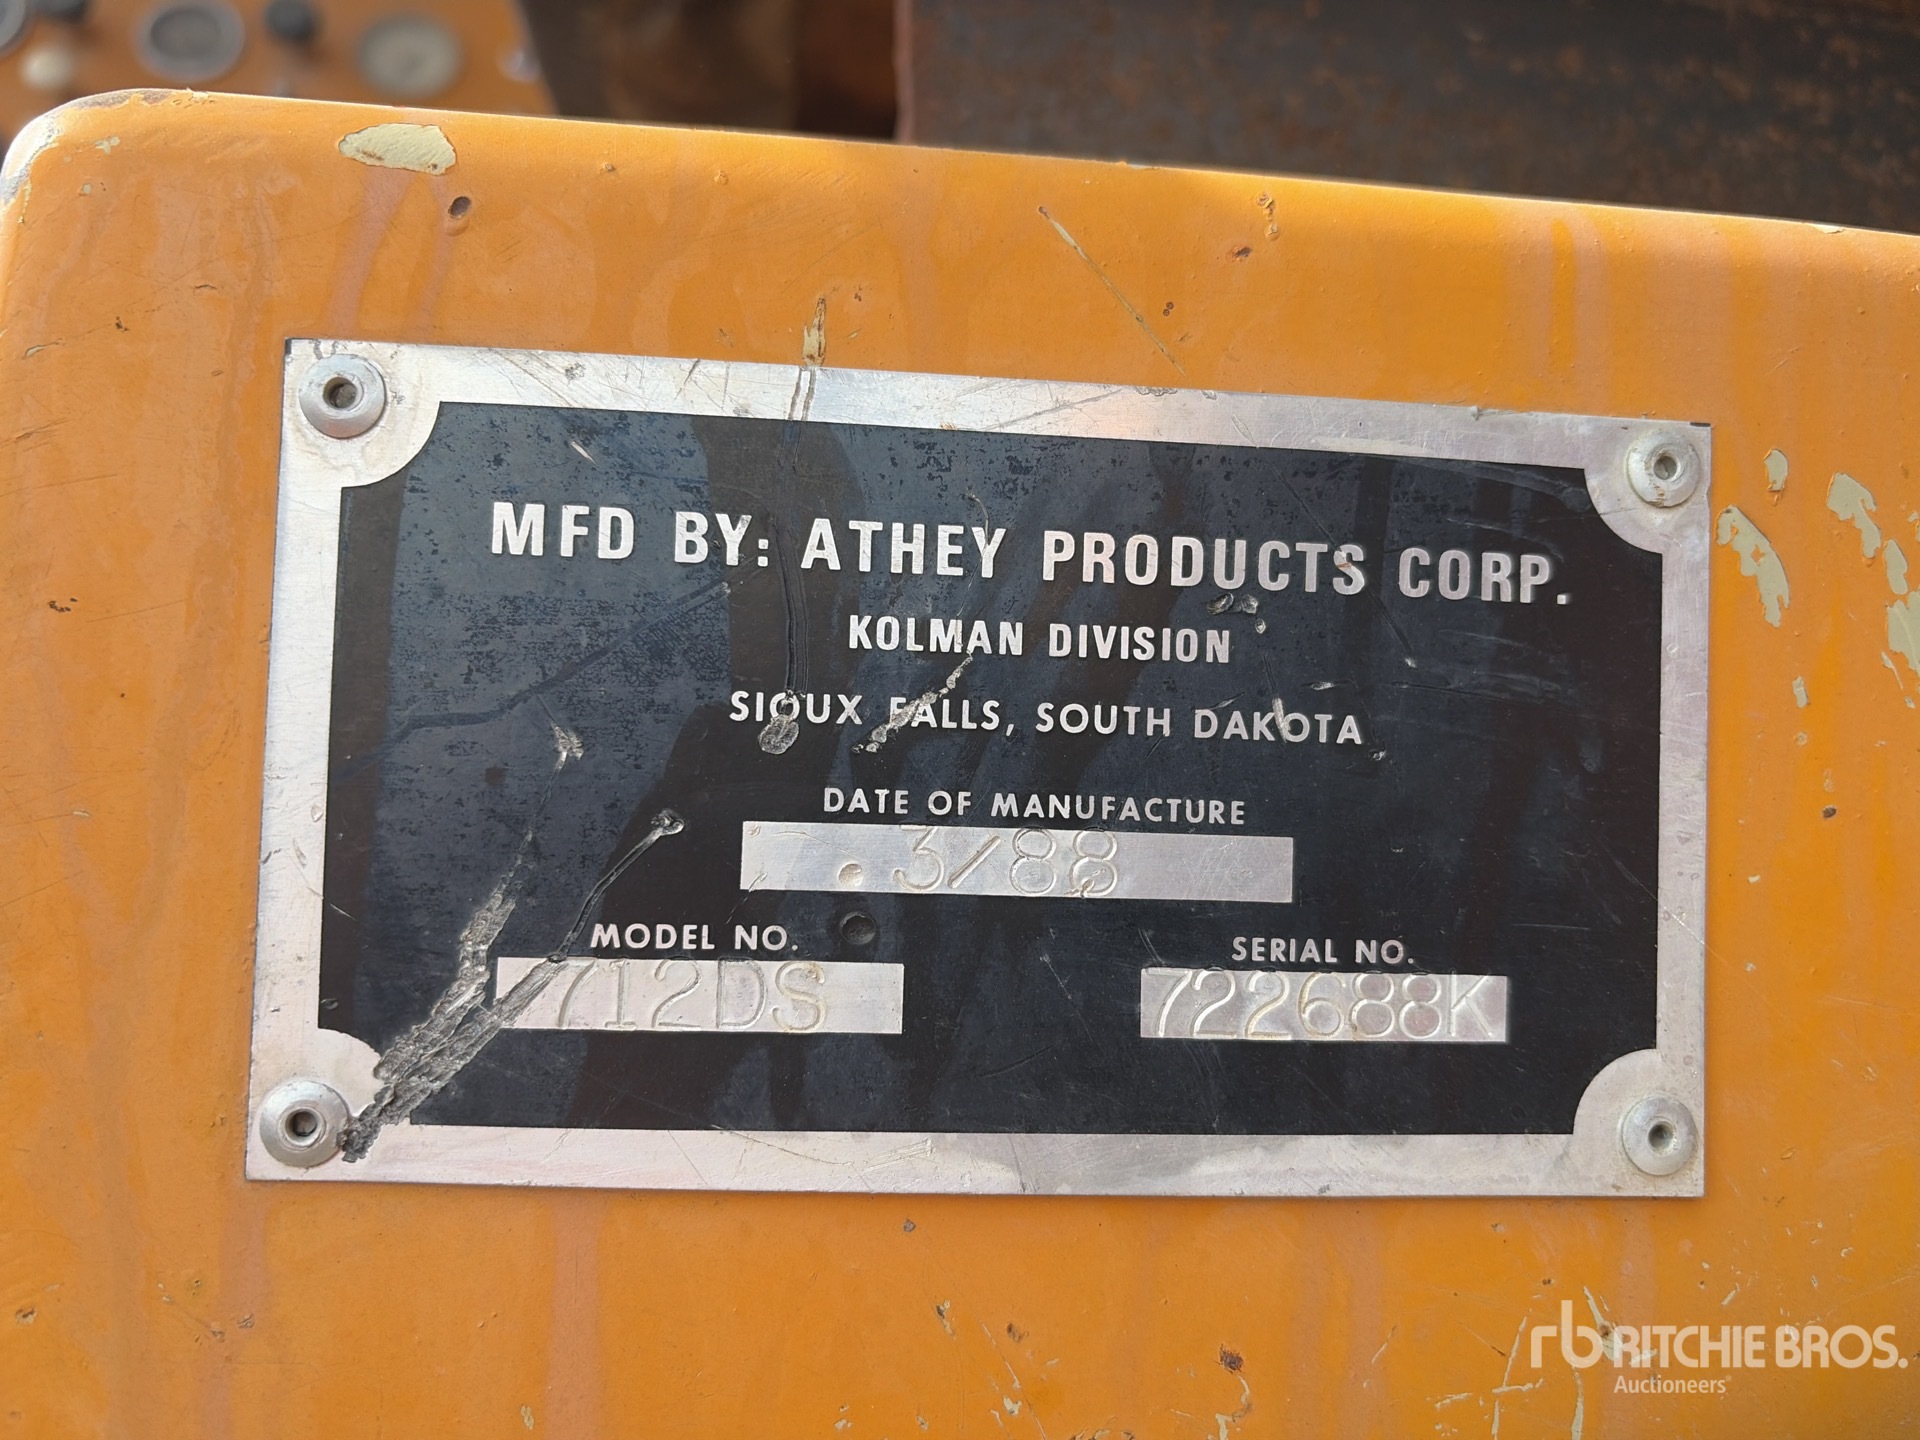 MFD BY: ATHEY PRODUCTS CORP.
KOLMAN DIVISION
SIOUX FALLS, SOUTH DAKOTA
DATE OF MANUFACTURE
3/88
MODEL NO.
712DS
SERIAL NO.
722688K
rb RITCHIE BROS.
Auctioneers